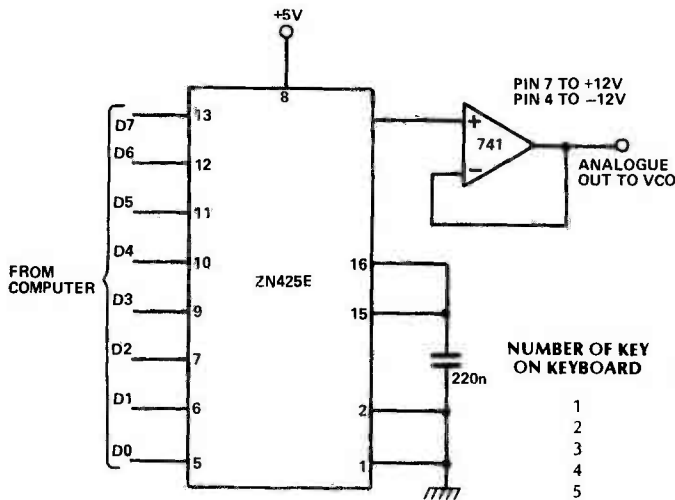 +5V
8
PIN 7 TO +12V
PIN 4 TO −12V
D7
13
+
741
−
ANALOGUE
OUT TO VCO
D6
12
D5
11
FROM
COMPUTER
D4
10
ZN425E
16
D3
9
15
D2
7
220n
D1
6
2
D0
5
1
NUMBER OF KEY
ON KEYBOARD
1
2
3
4
5